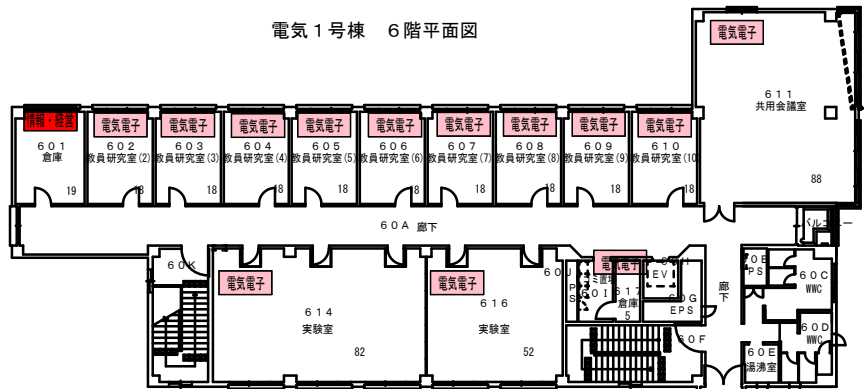 電気１号棟　６階平面図
電気電子
６１１
共用会議室
88
情報・経営
６０１
倉庫
19
電気電子
６０２
教員研究室(2)
18
電気電子
６０３
教員研究室(3)
18
電気電子
６０４
教員研究室(4)
18
電気電子
６０５
教員研究室(5)
18
電気電子
６０６
教員研究室(6)
18
電気電子
６０７
教員研究室(7)
18
電気電子
６０８
教員研究室(8)
18
電気電子
６０９
教員研究室(9)
18
電気電子
６１０
教員研究室(10
18
６０Ａ　廊下
バルコニー
６０Ｋ
電気電子
６１４
実験室
82
電気電子
６１６
実験室
52
６０Ｊ
ＰＳ
６０Ｉ
電気電子
６１７
倉庫
5
ＥＶ
６０Ｇ
ＥＰＳ
６０Ｆ
廊下
ＰＳ
６０Ｃ
WWC
６０Ｄ
WWC
６０Ｅ
湯沸室